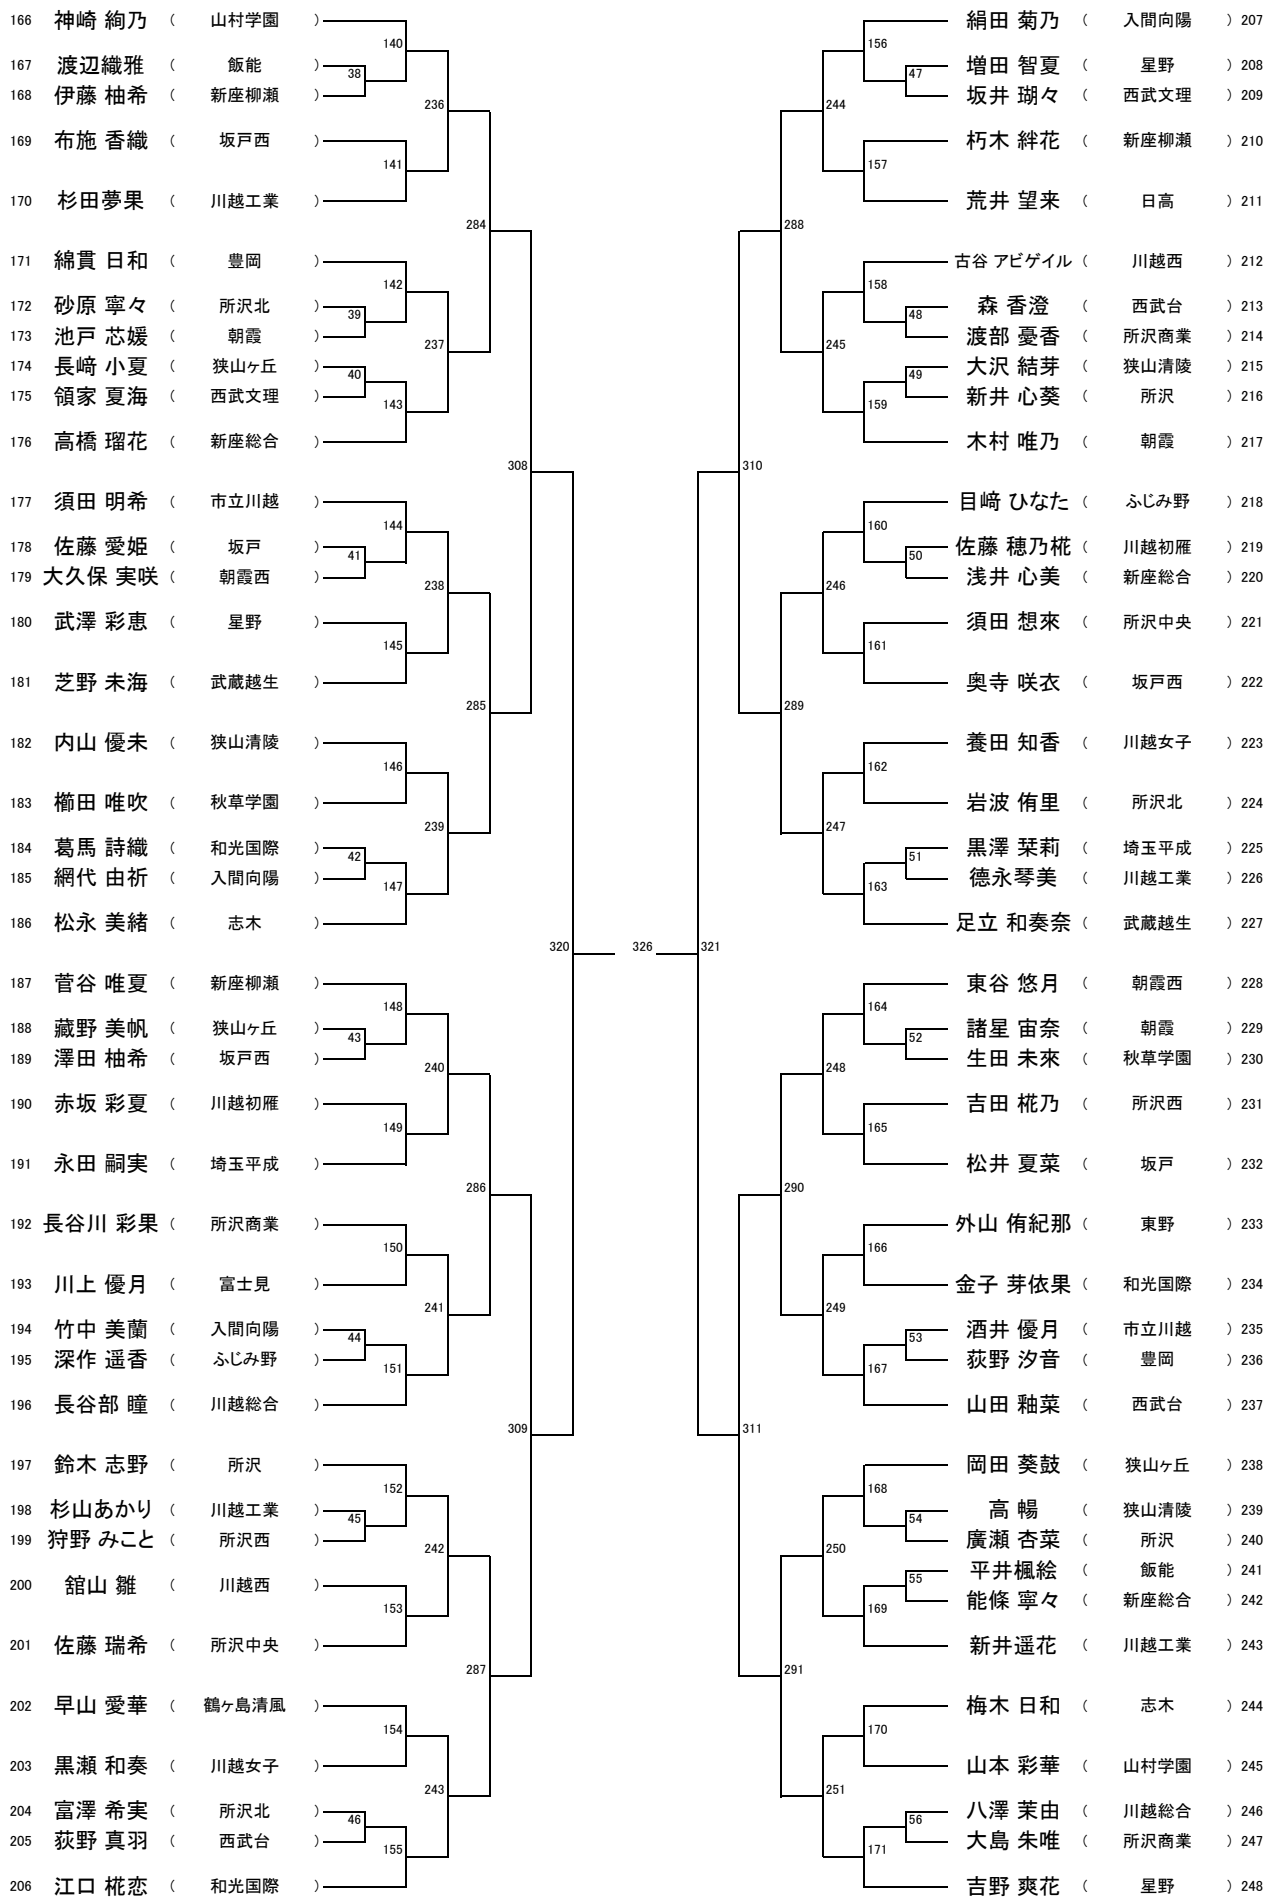 166 神崎 絢乃 ( 山村学園 )
140
167 渡辺織雅 ( 飯能 )
38
168 伊藤 柚希 ( 新座柳瀬 )
236
169 布施 香織 ( 坂戸西 )
141
170 杉田夢果 ( 川越工業 )
284
171 綿貫 日和 ( 豊岡 )
142
172 砂原 寧々 ( 所沢北 )
39
173 池戸 芯媛 ( 朝霞 )
237
174 長﨑 小夏 ( 狭山ヶ丘 )
40
175 領家 夏海 ( 西武文理 )
143
176 高橋 瑠花 ( 新座総合 )
308
177 須田 明希 ( 市立川越 )
144
178 佐藤 愛姫 ( 坂戸 )
41
179 大久保 実咲 ( 朝霞西 )
238
180 武澤 彩恵 ( 星野 )
145
181 芝野 未海 ( 武蔵越生 )
285
182 内山 優未 ( 狭山清陵 )
146
183 櫛田 唯吹 ( 秋草学園 )
239
184 葛馬 詩織 ( 和光国際 )
42
185 網代 由祈 ( 入間向陽 )
147
186 松永 美緒 ( 志木 )
320
187 菅谷 唯夏 ( 新座柳瀬 )
148
188 藏野 美帆 ( 狭山ヶ丘 )
43
189 澤田 柚希 ( 坂戸西 )
240
190 赤坂 彩夏 ( 川越初雁 )
149
191 永田 嗣実 ( 埼玉平成 )
286
192 長谷川 彩果 ( 所沢商業 )
150
193 川上 優月 ( 富士見 )
241
194 竹中 美蘭 ( 入間向陽 )
44
195 深作 遥香 ( ふじみ野 )
151
196 長谷部 瞳 ( 川越総合 )
309
197 鈴木 志野 ( 所沢 )
152
198 杉山あかり ( 川越工業 )
45
199 狩野 みこと ( 所沢西 )
242
200 舘山 雛 ( 川越西 )
153
201 佐藤 瑞希 ( 所沢中央 )
287
202 早山 愛華 ( 鶴ヶ島清風 )
154
203 黒瀬 和奏 ( 川越女子 )
243
204 富澤 希実 ( 所沢北 )
46
205 荻野 真羽 ( 西武台 )
155
206 江口 椛恋 ( 和光国際 )
326
絹田 菊乃 ( 入間向陽 ) 207
156
増田 智夏 ( 星野 ) 208
47
坂井 瑚々 ( 西武文理 ) 209
244
朽木 絆花 ( 新座柳瀬 ) 210
157
荒井 望来 ( 日高 ) 211
288
古谷 アビゲイル ( 川越西 ) 212
158
森 香澄 ( 西武台 ) 213
48
渡部 憂香 ( 所沢商業 ) 214
245
大沢 結芽 ( 狭山清陵 ) 215
49
新井 心葵 ( 所沢 ) 216
159
木村 唯乃 ( 朝霞 ) 217
310
目﨑 ひなた ( ふじみ野 ) 218
160
佐藤 穂乃椛 ( 川越初雁 ) 219
50
浅井 心美 ( 新座総合 ) 220
246
須田 想來 ( 所沢中央 ) 221
161
奥寺 咲衣 ( 坂戸西 ) 222
289
養田 知香 ( 川越女子 ) 223
162
岩波 侑里 ( 所沢北 ) 224
247
黒澤 栞莉 ( 埼玉平成 ) 225
51
德永琴美 ( 川越工業 ) 226
163
足立 和奏奈 ( 武蔵越生 ) 227
321
東谷 悠月 ( 朝霞西 ) 228
164
諸星 宙奈 ( 朝霞 ) 229
52
生田 未來 ( 秋草学園 ) 230
248
吉田 椛乃 ( 所沢西 ) 231
165
松井 夏菜 ( 坂戸 ) 232
290
外山 侑紀那 ( 東野 ) 233
166
金子 芽依果 ( 和光国際 ) 234
249
酒井 優月 ( 市立川越 ) 235
53
荻野 汐音 ( 豊岡 ) 236
167
山田 釉菜 ( 西武台 ) 237
311
岡田 葵鼓 ( 狭山ヶ丘 ) 238
168
高 暢 ( 狭山清陵 ) 239
54
廣瀬 杏菜 ( 所沢 ) 240
250
平井楓絵 ( 飯能 ) 241
55
能條 寧々 ( 新座総合 ) 242
169
新井遥花 ( 川越工業 ) 243
291
梅木 日和 ( 志木 ) 244
170
山本 彩華 ( 山村学園 ) 245
251
八澤 茉由 ( 川越総合 ) 246
56
大島 朱唯 ( 所沢商業 ) 247
171
吉野 爽花 ( 星野 ) 248